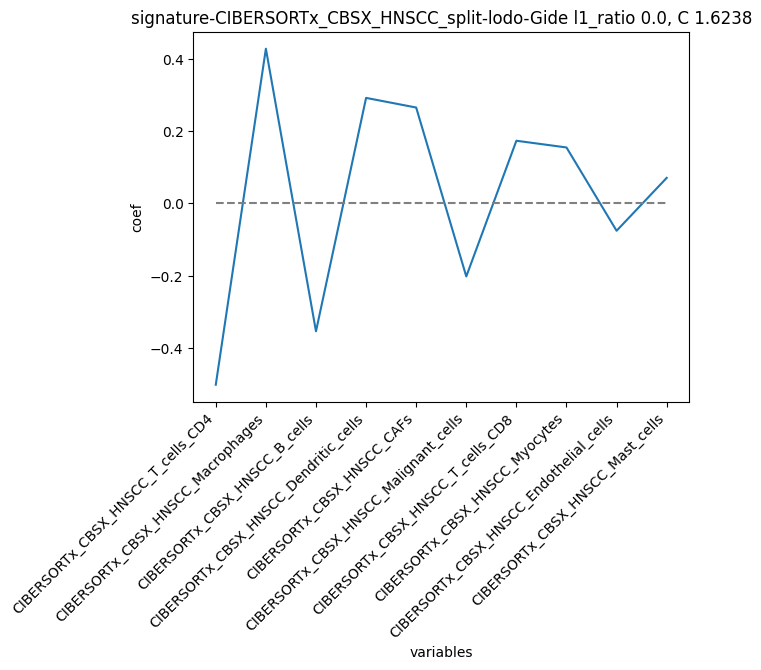 signature-CIBERSORTx_CBSX_HNSCC_split-lodo-Gide l1_ratio 0.0, C 1.6238
0.4
0.2
0.0
−0.2
−0.4
coef
CIBERSORTx_CBSX_HNSCC_T_cells_CD4
CIBERSORTx_CBSX_HNSCC_Macrophages
CIBERSORTx_CBSX_HNSCC_B_cells
CIBERSORTx_CBSX_HNSCC_Dendritic_cells
CIBERSORTx_CBSX_HNSCC_CAFs
CIBERSORTx_CBSX_HNSCC_Malignant_cells
CIBERSORTx_CBSX_HNSCC_T_cells_CD8
CIBERSORTx_CBSX_HNSCC_Myocytes
CIBERSORTx_CBSX_HNSCC_Endothelial_cells
CIBERSORTx_CBSX_HNSCC_Mast_cells
variables